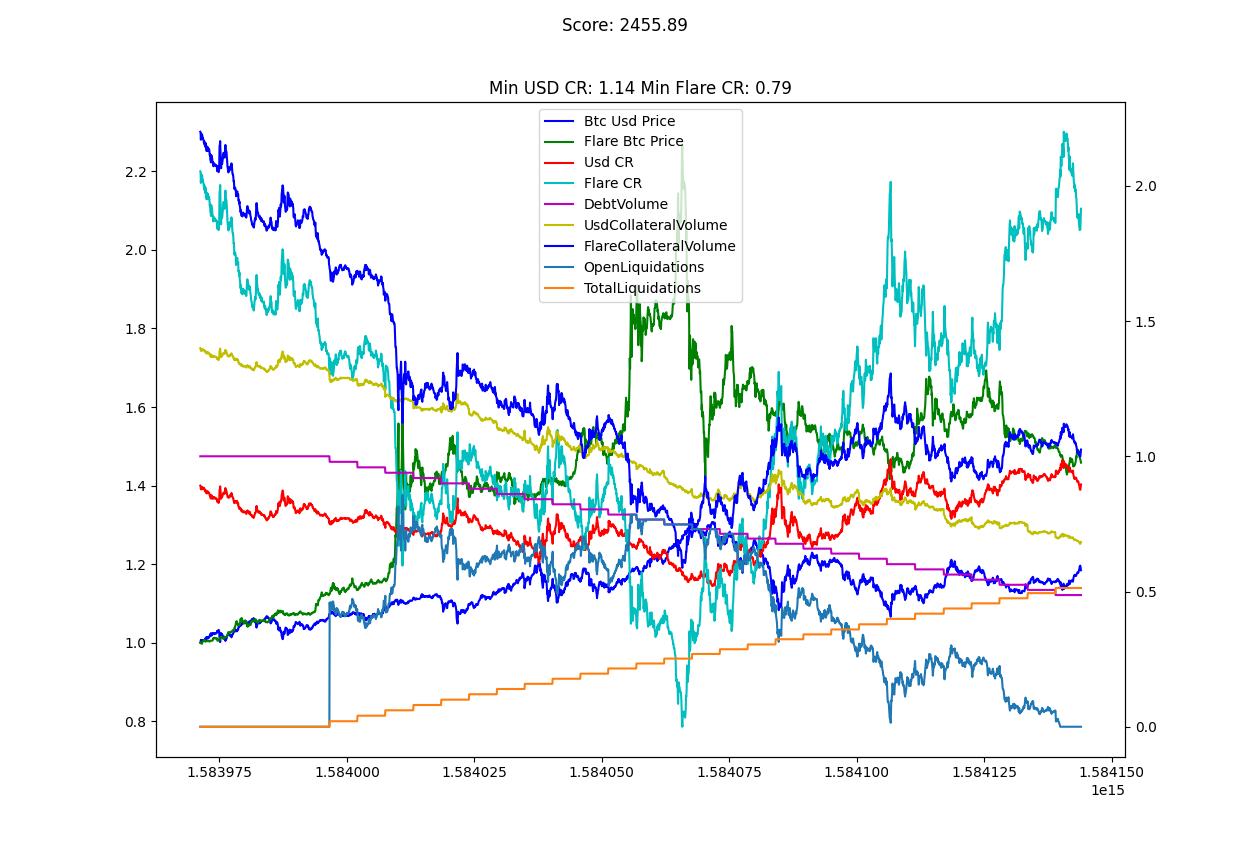 Score: 2455.89
Min USD CR: 1.14 Min Flare CR: 0.79
Btc Usd Price
Flare Btc Price
Usd CR
Flare CR
DebtVolume
UsdCollateralVolume
FlareCollateralVolume
OpenLiquidations
TotalLiquidations
2.2
2.0
1.8
1.6
1.4
1.2
1.0
0.8
2.0
1.5
1.0
0.5
0.0
1.583975 1.584000 1.584025 1.584050 1.584075 1.584100 1.584125 1.584150
1e15